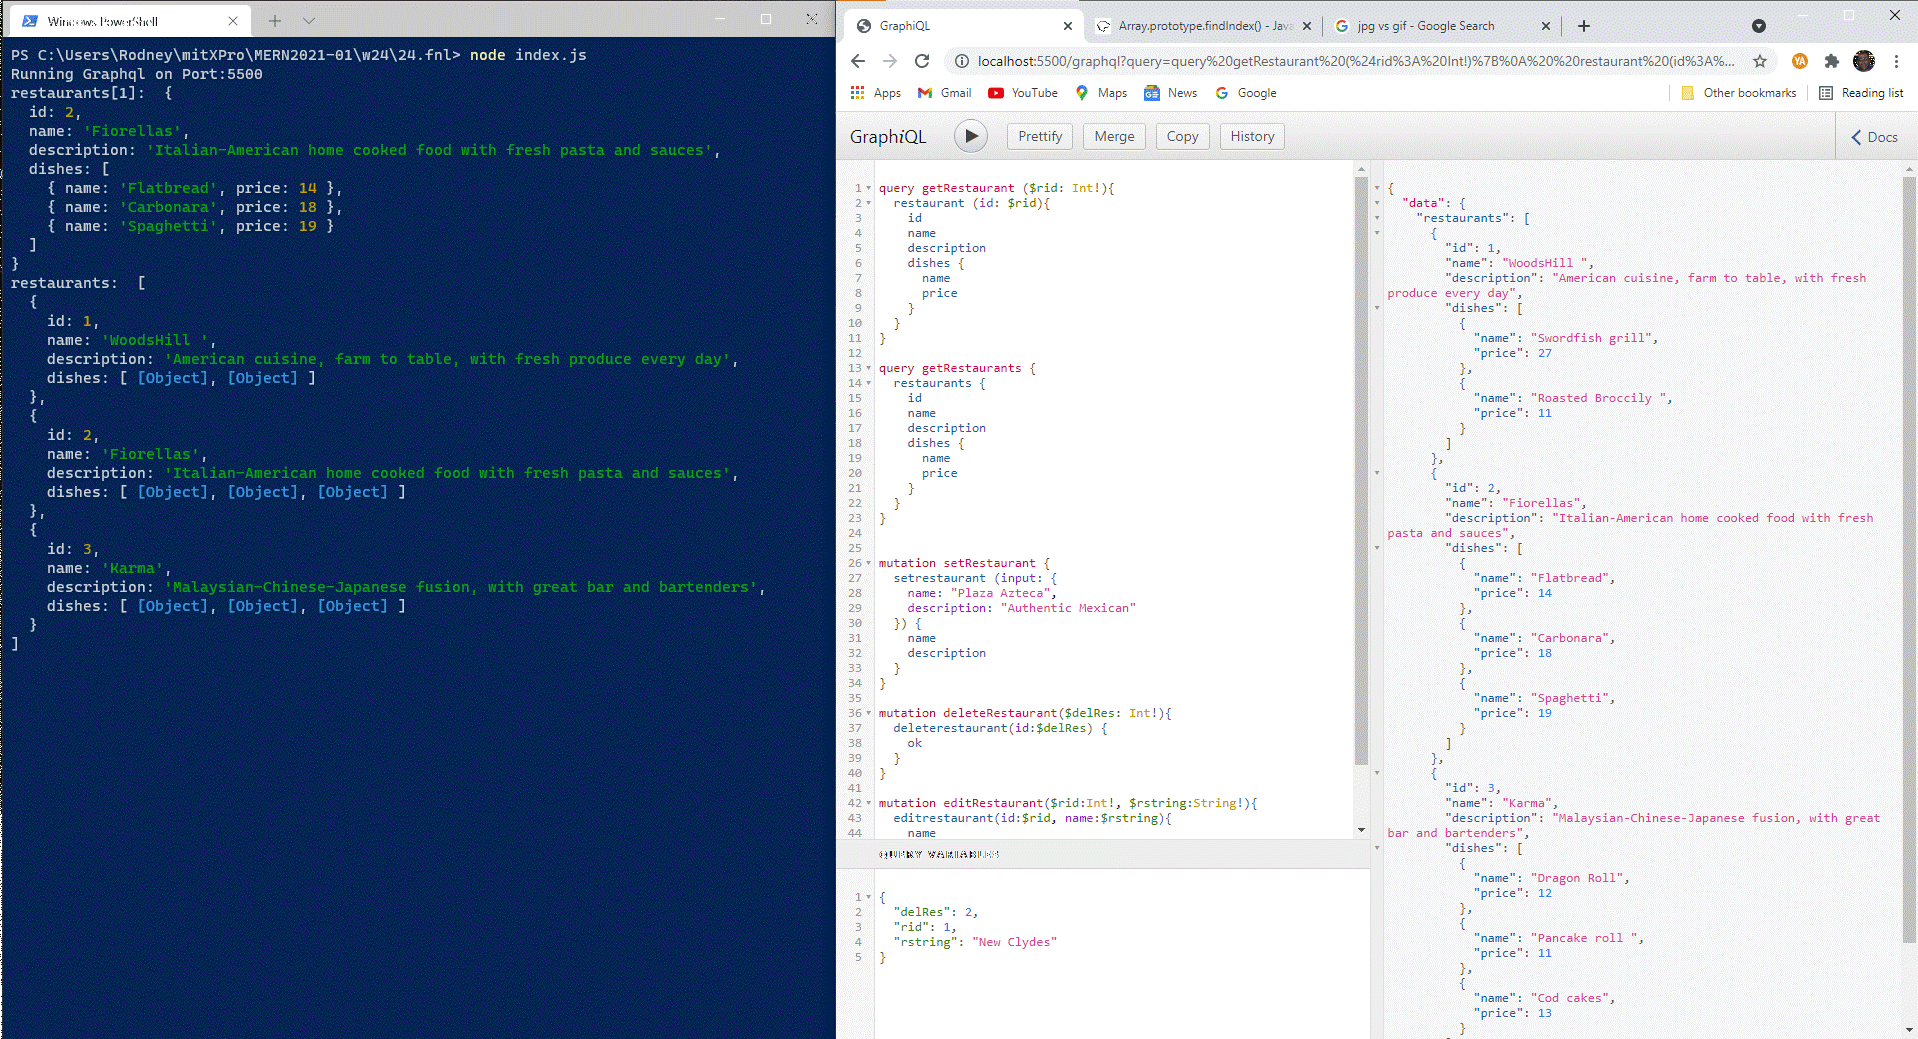 Windows PowerShell
PS C:\Users\Rodney\mitXPro\MERN2021-01\w24\24.fnl> node index.js
Running Graphql on Port:5500
restaurants[1]:  {
  id: 2,
  name: 'Fiorellas',
  description: 'Italian-American home cooked food with fresh pasta and sauces',
  dishes: [
    { name: 'Flatbread', price: 14 },
    { name: 'Carbonara', price: 18 },
    { name: 'Spaghetti', price: 19 }
  ]
}
restaurants:  [
  {
    id: 1,
    name: 'WoodsHill ',
    description: 'American cuisine, farm to table, with fresh produce every day',
    dishes: [ [Object], [Object] ]
  },
  {
    id: 2,
    name: 'Fiorellas',
    description: 'Italian-American home cooked food with fresh pasta and sauces',
    dishes: [ [Object], [Object], [Object] ]
  },
  {
    id: 3,
    name: 'Karma',
    description: 'Malaysian-Chinese-Japanese fusion, with great bar and bartenders',
    dishes: [ [Object], [Object], [Object] ]
  }
]
GraphiQL
Array.prototype.findIndex() - Java
jpg vs gif - Google Search
localhost:5500/graphql?query=query%20getRestaurant%20(%24rid%3A%20Int!)%7B%0A%20%20restaurant%20(id%3A%...
YA
Apps Gmail YouTube Maps News Google Other bookmarks Reading list
GraphiQL Prettify Merge Copy History Docs
1 query getRestaurant ($rid: Int!){
2   restaurant (id: $rid){
3     id
4     name
5     description
6     dishes {
7       name
8       price
9     }
10   }
11 }
12
13 query getRestaurants {
14   restaurants {
15     id
16     name
17     description
18     dishes {
19       name
20       price
21     }
22   }
23 }
24
25
26 mutation setRestaurant {
27   setrestaurant (input: {
28     name: "Plaza Azteca",
29     description: "Authentic Mexican"
30   }) {
31     name
32     description
33   }
34 }
35
36 mutation deleteRestaurant($delRes: Int!){
37   deleterestaurant(id:$delRes) {
38     ok
39   }
40 }
41
42 mutation editRestaurant($rid:Int!, $rstring:String!){
43   editrestaurant(id:$rid, name:$rstring){
44     name
QUERY VARIABLES
1 {
2   "delRes": 2,
3   "rid": 1,
4   "rstring": "New Clydes"
5 }
{
  "data": {
    "restaurants": [
      {
        "id": 1,
        "name": "WoodsHill ",
        "description": "American cuisine, farm to table, with fresh
produce every day",
        "dishes": [
          {
            "name": "Swordfish grill",
            "price": 27
          },
          {
            "name": "Roasted Broccily ",
            "price": 11
          }
        ]
      },
      {
        "id": 2,
        "name": "Fiorellas",
        "description": "Italian-American home cooked food with fresh
pasta and sauces",
        "dishes": [
          {
            "name": "Flatbread",
            "price": 14
          },
          {
            "name": "Carbonara",
            "price": 18
          },
          {
            "name": "Spaghetti",
            "price": 19
          }
        ]
      },
      {
        "id": 3,
        "name": "Karma",
        "description": "Malaysian-Chinese-Japanese fusion, with great
bar and bartenders",
        "dishes": [
          {
            "name": "Dragon Roll",
            "price": 12
          },
          {
            "name": "Pancake roll ",
            "price": 11
          },
          {
            "name": "Cod cakes",
            "price": 13
          }